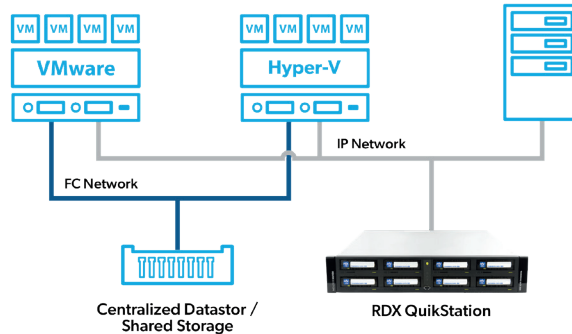 VM VM VM VM
VM VM VM VM
VMware
Hyper-V
IP Network
FC Network
Centralized Datastor /
Shared Storage
RDX QuikStation